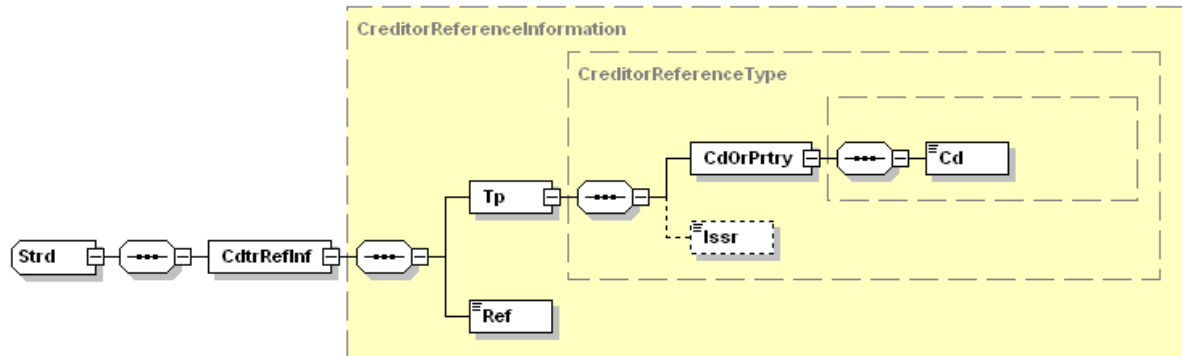 CreditorReferenceInformation
CreditorReferenceType
CdOrPrtry
Cd
Tp
Issr
Strd
CdtrRefInf
Ref